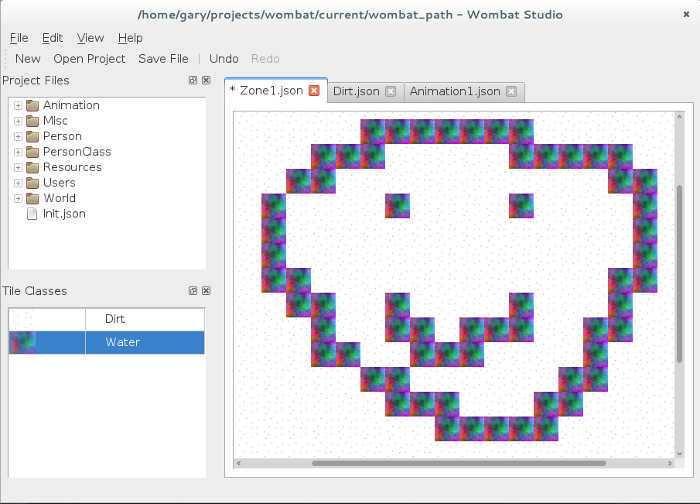 /home/gary/projects/wombat/current/wombat_path – Wombat Studio
File Edit View Help
New Open Project Save File Undo Redo
Project Files
Animation
Misc
Person
PersonClass
Resources
Users
World
Init.json
Tile Classes
Dirt
Water
* Zone1.json Dirt.json Animation1.json